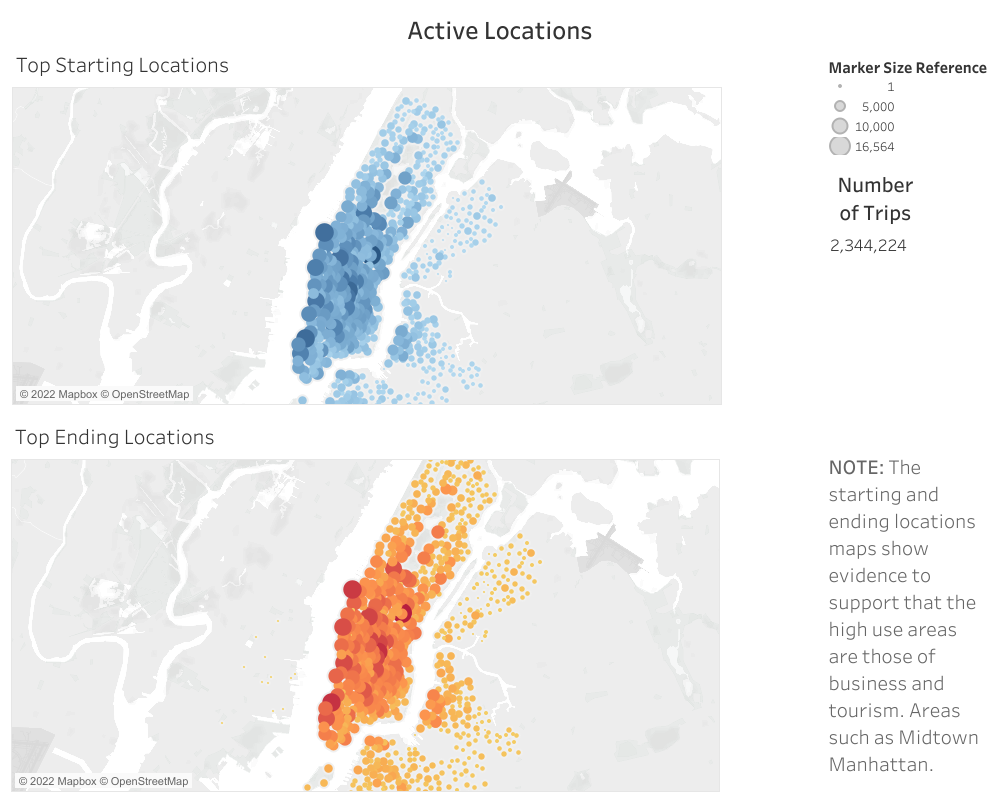 Active Locations
Top Starting Locations
© 2022 Mapbox © OpenStreetMap
Marker Size Reference
1
5,000
10,000
16,564
Number
of Trips
2,344,224
Top Ending Locations
© 2022 Mapbox © OpenStreetMap
NOTE: The
starting and
ending locations
maps show
evidence to
support that the
high use areas
are those of
business and
tourism. Areas
such as Midtown
Manhattan.